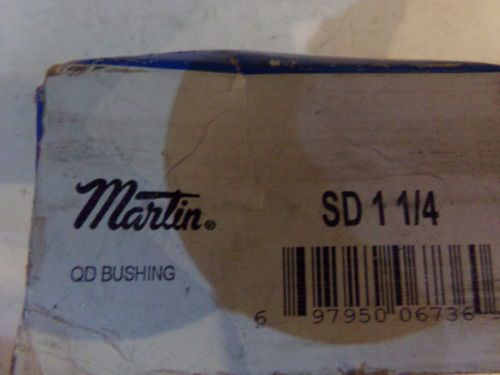 Martin®
SD 1 1/4
QD BUSHING
6 97950 06736